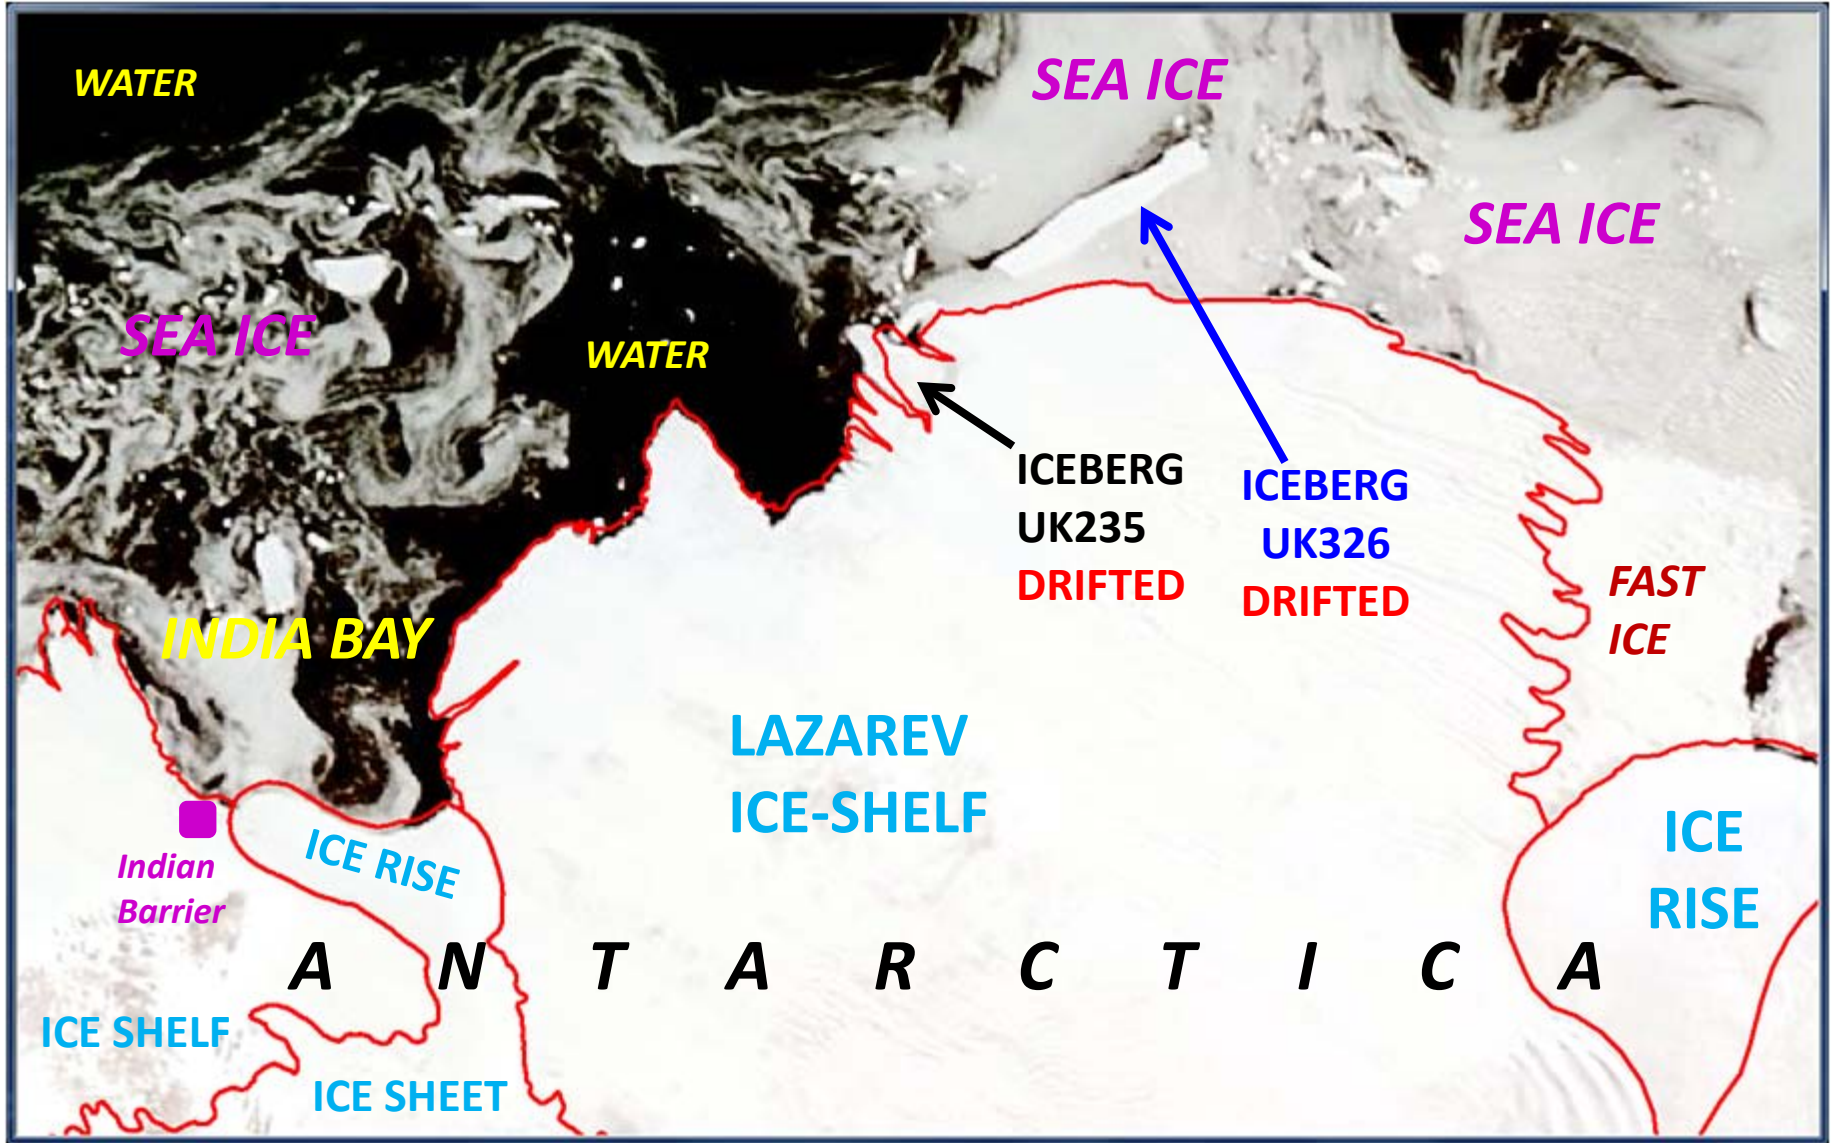 WATER
SEA ICE
SEA ICE
SEA ICE
WATER
ICEBERG
UK235
DRIFTED
ICEBERG
UK326
DRIFTED
FAST
ICE
INDIA BAY
LAZAREV
ICE-SHELF
ICE
RISE
Indian
Barrier
ICE RISE
ANTARCTICA
ICE SHELF
ICE SHEET